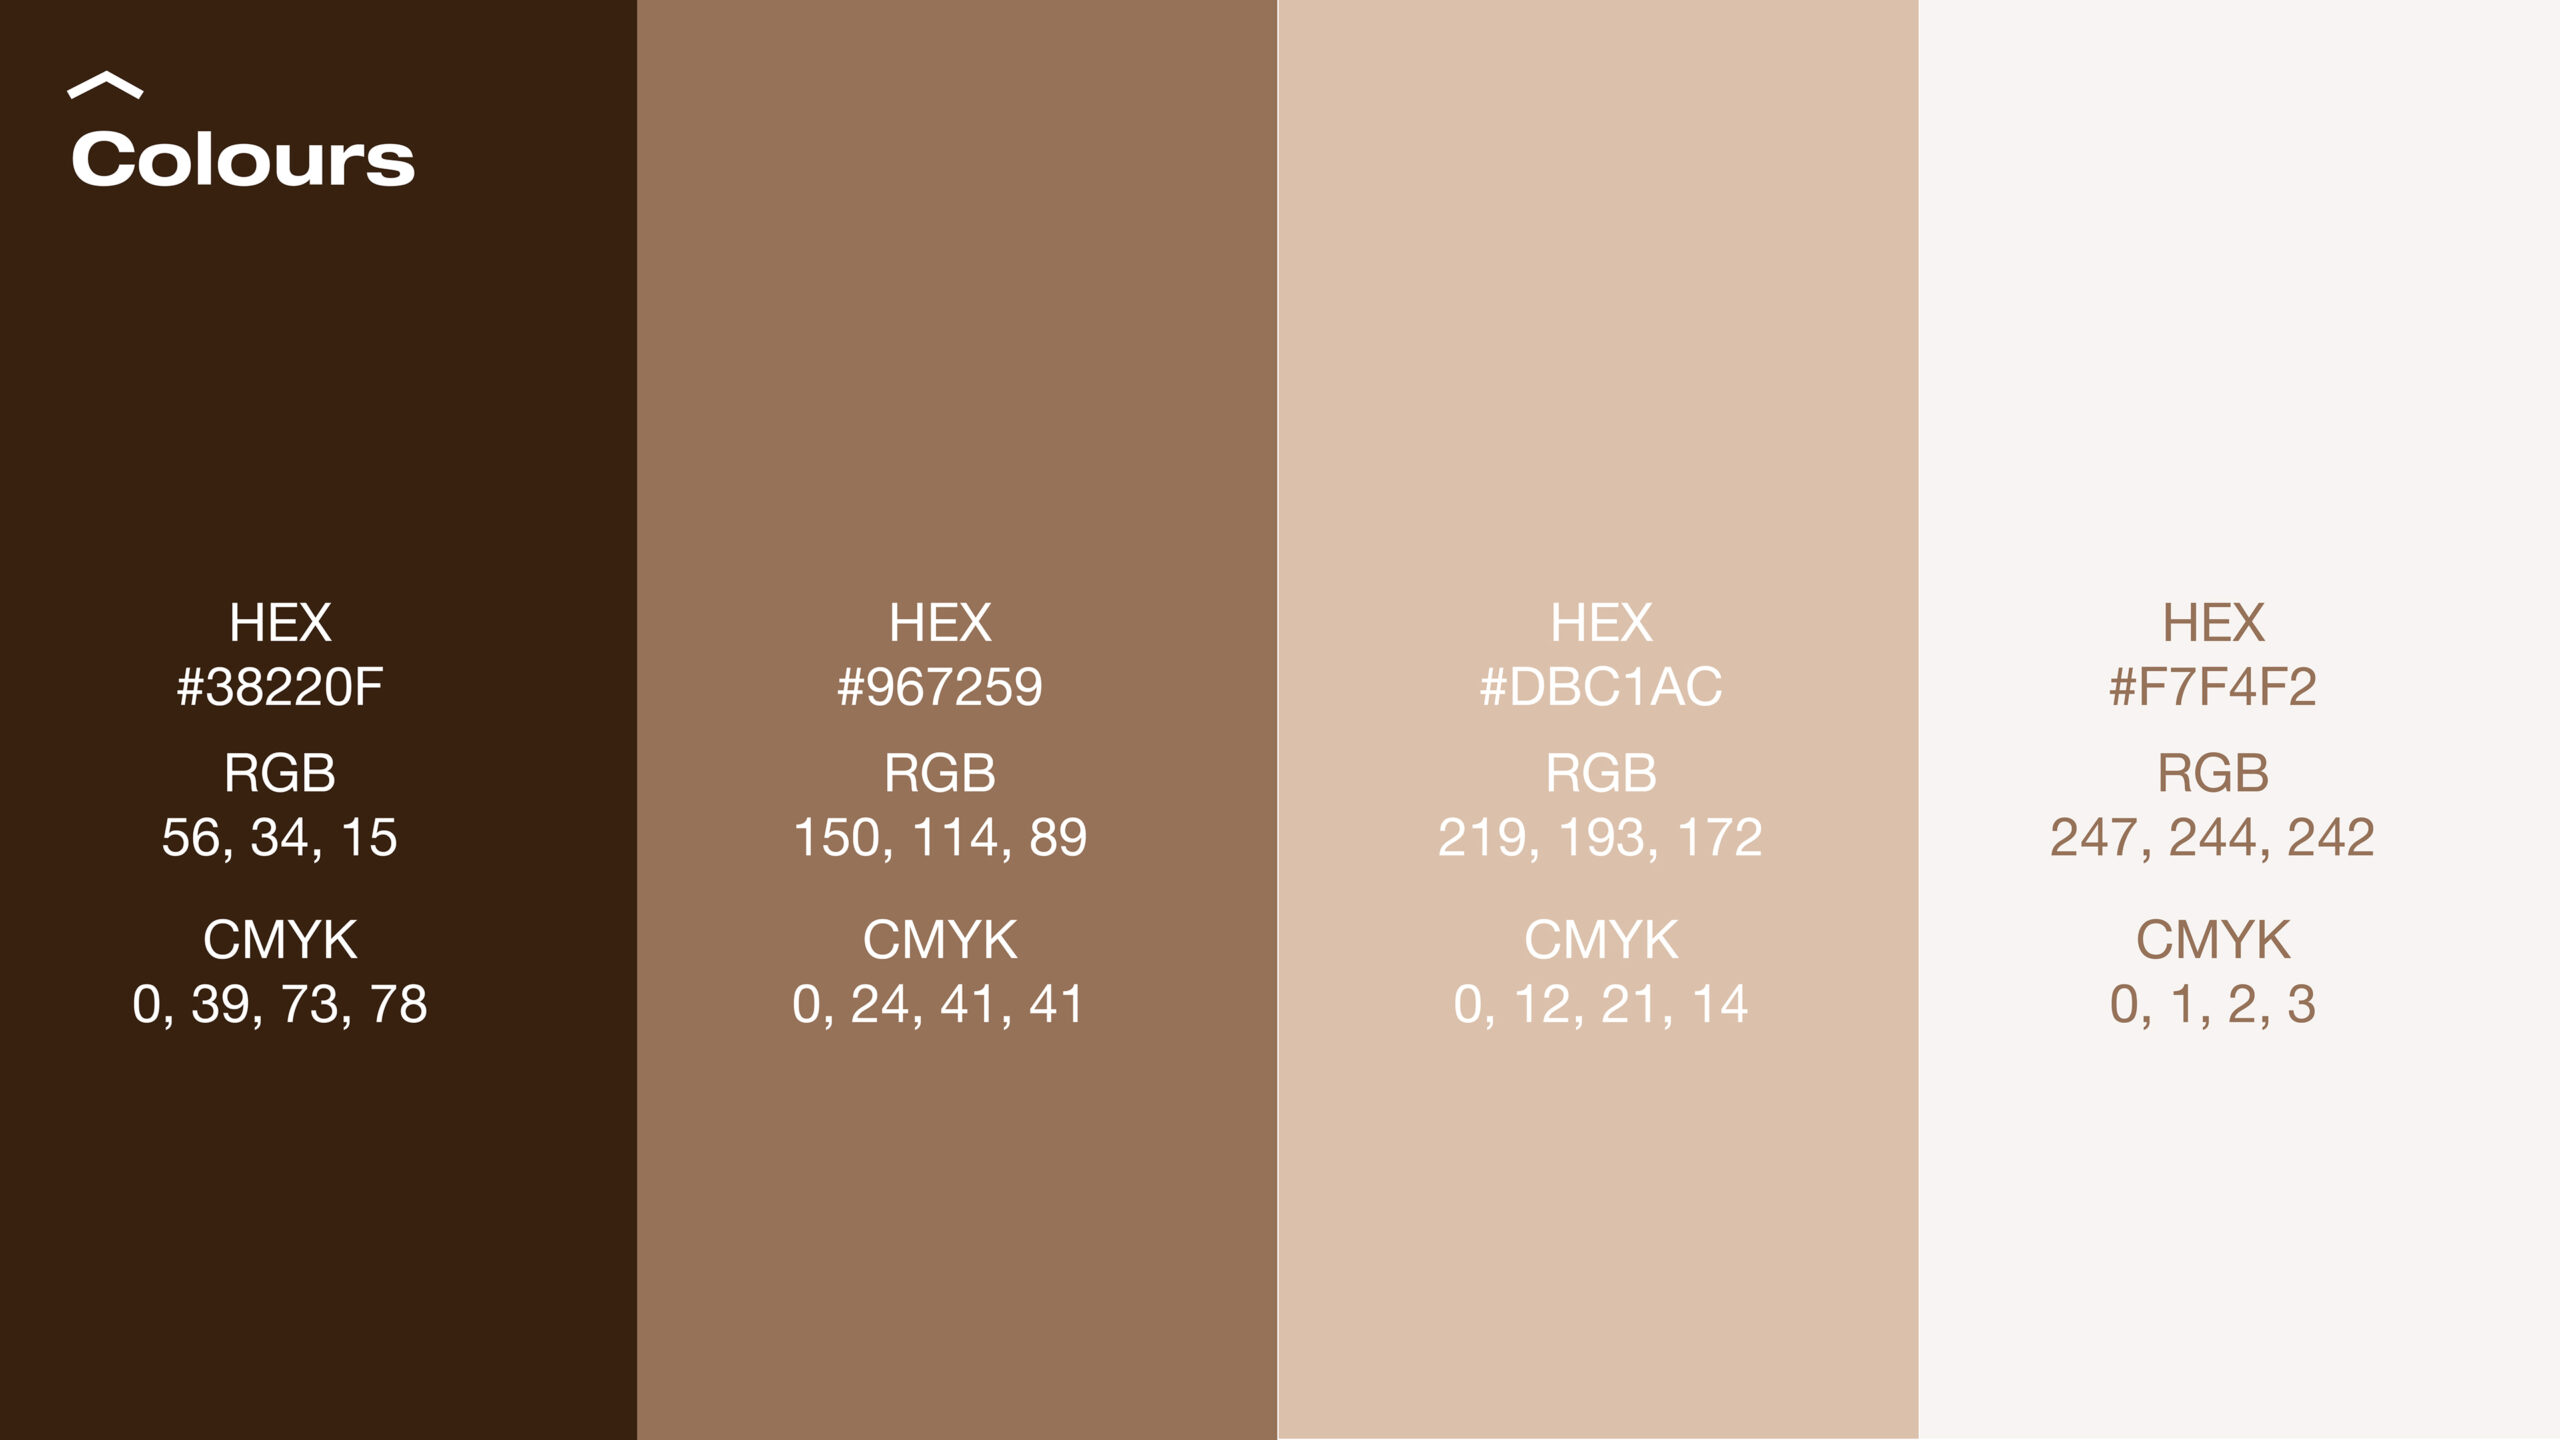 Colours
HEX
#38220F
RGB
56, 34, 15
CMYK
0, 39, 73, 78
HEX
#967259
RGB
150, 114, 89
CMYK
0, 24, 41, 41
HEX
#DBC1AC
RGB
219, 193, 172
CMYK
0, 12, 21, 14
HEX
#F7F4F2
RGB
247, 244, 242
CMYK
0, 1, 2, 3